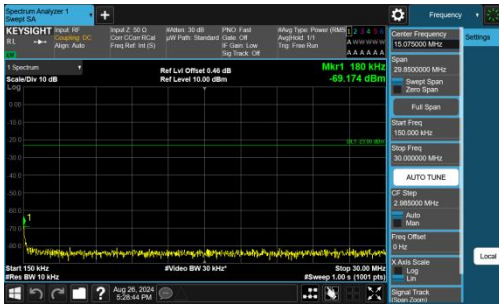 Spectrum Analyzer 1
Swept SA
+
Frequency
KEYSIGHT
RL
Input: RF
Coupling: DC
Align: Auto
Input Z: 50 Ω
Corr CCorr RCal
Freq Ref: Int (S)
#Atten: 30 dB
µW Path: Standard
PNO: Fast
Gate: Off
IF Gain: Low
Sig Track: Off
#Avg Type: Power (RMS
Avg|Hold: 1/1
Trig: Free Run
1 2 3 4 5 6
A W W W W W
A A A A A A
1 Spectrum
Scale/Div 10 dB
Log
Ref Lvl Offset 0.46 dB
Ref Level 10.00 dBm
Mkr1 180 kHz
-69.174 dBm
0.00
-10.0
-20.0
-30.0
-40.0
-50.0
-60.0
-70.0
-80.0
1
Start 150 kHz
#Res BW 10 kHz
#Video BW 30 kHz*
Stop 30.00 MHz
#Sweep 1.00 s (1001 pts)
?
Aug 26, 2024
5:28:44 PM
Center Frequency
15.075000 MHz
Span
29.8500000 MHz
Swept Span
Zero Span
Full Span
Start Freq
150.000 kHz
Stop Freq
30.000000 MHz
AUTO TUNE
CF Step
2.985000 MHz
Auto
Man
Freq Offset
0 Hz
X Axis Scale
Log
Lin
Signal Track
(Span Zoom)
Settings
Local